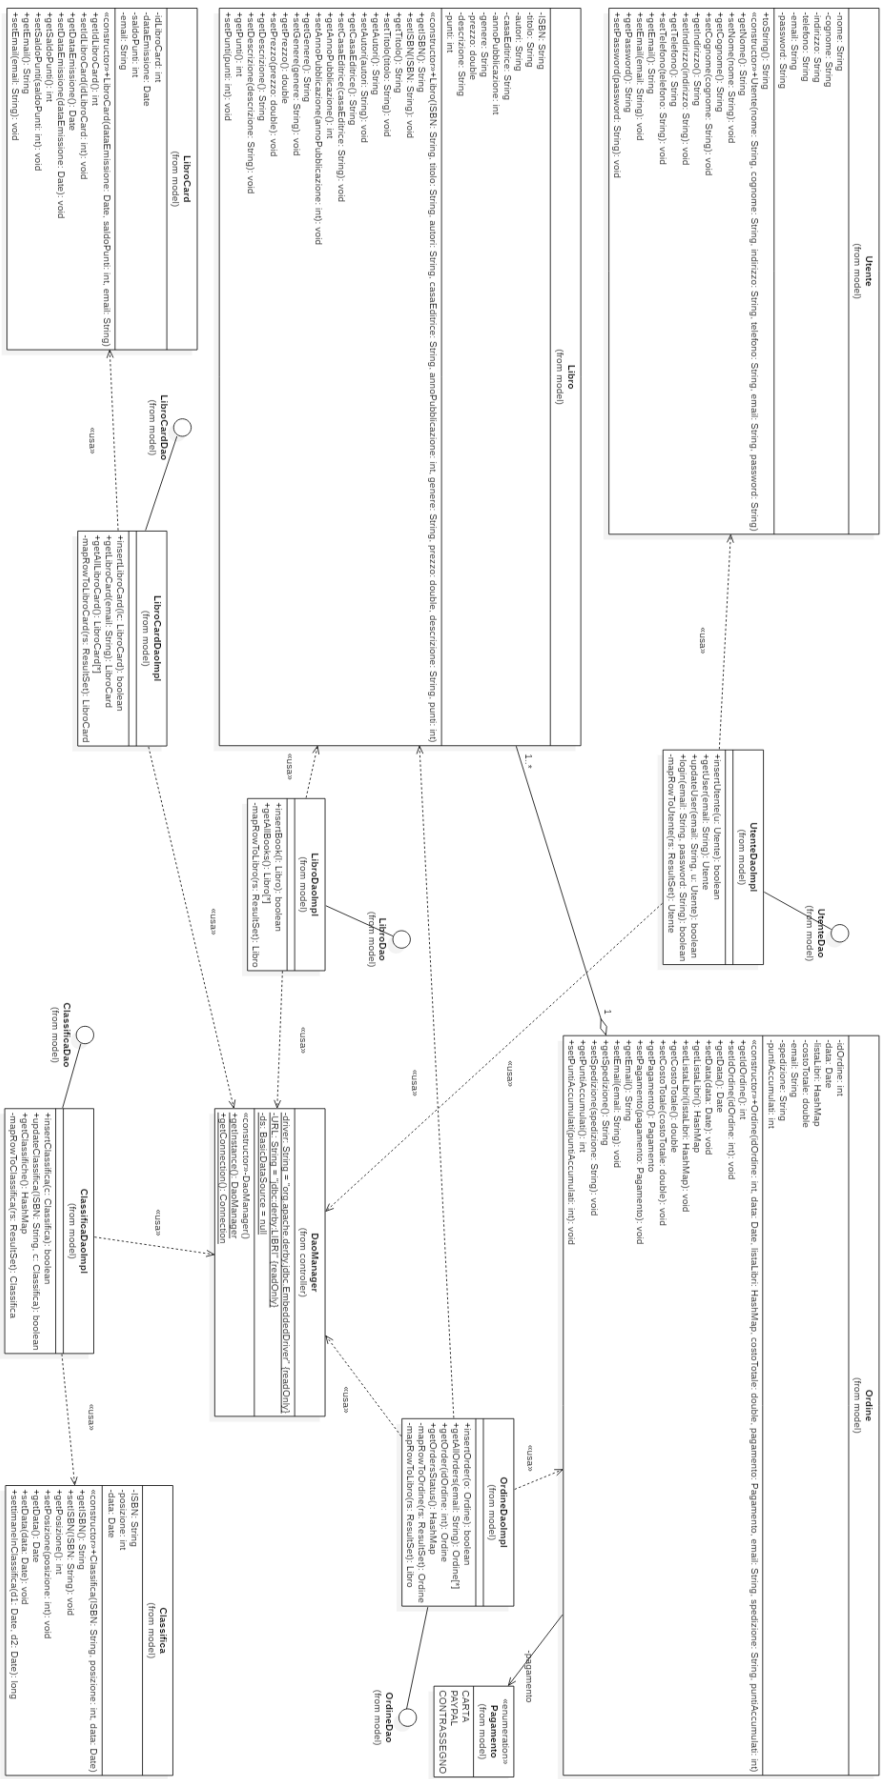 Utente
(from model)
-nome: String
-cognome: String
-indirizzo: String
-telefono: String
-email: String
-password: String
+toString(): String
«constructor»+Utente(nome: String, cognome: String, indirizzo: String, telefono: String, email: String, password: String)
+getNome(): String
+setNome(nome: String): void
+getCognome(): String
+setCognome(cognome: String): void
+getIndirizzo(): String
+setIndirizzo(indirizzo: String): void
+getTelefono(): String
+setTelefono(telefono: String): void
+getEmail(): String
+setEmail(email: String): void
+getPassword(): String
+setPassword(password: String): void
«usa»
UtenteDaoImpl
(from model)
+insertUtente(u: Utente): boolean
+getUser(email: String): Utente
+updateUser(email: String, u: Utente): boolean
+login(email: String, password: String): boolean
-mapRowToUtente(rs: ResultSet): Utente
UtenteDao
(from model)
«usa»
Ordine
(from model)
-idOrdine: int
-data: Date
-listaLibri: HashMap
-costoTotale: double
-email: String
-spedizione: String
-puntiAccumulati: int
«constructor»+Ordine(idOrdine: int, data: Date, listaLibri: HashMap, costoTotale: double, pagamento: Pagamento, email: String, spedizione: String, puntiAccumulati: int)
+getIdOrdine(): int
+setIdOrdine(idOrdine: int): void
+getData(): Date
+setData(data: Date): void
+getListaLibri(): HashMap
+setListaLibri(listaLibri: HashMap): void
+getCostoTotale(): double
+setCostoTotale(costoTotale: double): void
+getPagamento(): Pagamento
+setPagamento(pagamento: Pagamento): void
+getEmail(): String
+setEmail(email: String): void
+getSpedizione(): String
+setSpedizione(spedizione: String): void
+getPuntiAccumulati(): int
+setPuntiAccumulati(puntiAccumulati: int): void
Libro
(from model)
-ISBN: String
-titolo: String
-autori: String
-casaEditrice: String
-annoPubblicazione: int
-genere: String
-prezzo: double
-descrizione: String
-punti: int
«constructor»+Libro(ISBN: String, titolo: String, autori: String, casaEditrice: String, annoPubblicazione: int, genere: String, prezzo: double, descrizione: String, punti: int)
+getISBN(): String
+setISBN(ISBN: String): void
+getTitolo(): String
+setTitolo(titolo: String): void
+getAutori(): String
+setAutori(autori: String): void
+getCasaEditrice(): String
+setCasaEditrice(casaEditrice: String): void
+getAnnoPubblicazione(): int
+setAnnoPubblicazione(annoPubblicazione: int): void
+getGenere(): String
+setGenere(genere: String): void
+getPrezzo(): double
+setPrezzo(prezzo: double): void
+getDescrizione(): String
+setDescrizione(descrizione: String): void
+getPunti(): int
+setPunti(punti: int): void
1..*
1
«usa»
LibroDaoImpl
(from model)
+insertBook(l: Libro): boolean
+getAllBooks(): Libro[*]
-mapRowToLibro(rs: ResultSet): Libro
LibroDao
(from model)
«usa»
«usa»
«usa»
OrdineDaoImpl
(from model)
+insertOrder(o: Ordine): boolean
+getAllOrders(email: String): Ordine[*]
+getOrder(idOrdine: int): Ordine
+getOrdersStatus(): HashMap
-mapRowToOrdine(rs: ResultSet): Ordine
-mapRowToLibro(rs: ResultSet): Libro
-pagamento
«enumeration»
Pagamento
(from model)
CARTA
PAYPAL
CONTRASSEGNO
OrdineDao
(from model)
«usa»
DaoManager
(from controller)
-driver: String = "org.apache.derby.jdbc.EmbeddedDriver" {readOnly}
-URL: String = "jdbc:derby:LIBRI" {readOnly}
-ds: BasicDataSource = null
«constructor»-DaoManager()
+getInstance(): DaoManager
+getConnection(): Connection
LibroCard
(from model)
-idLibroCard: int
-dataEmissione: Date
-saldoPunti: int
-email: String
«constructor»+LibroCard(dataEmissione: Date, saldoPunti: int, email: String)
+getIdLibroCard(): int
+setIdLibroCard(idLibroCard: int): void
+getDataEmissione(): Date
+setDataEmissione(dataEmissione: Date): void
+getSaldoPunti(): int
+setSaldoPunti(saldoPunti: int): void
+getEmail(): String
+setEmail(email: String): void
LibroCardDao
(from model)
«usa»
LibroCardDaoImpl
(from model)
+insertLibroCard(lc: LibroCard): boolean
+getLibroCard(email: String): LibroCard
+getAllLibroCard(): LibroCard[*]
-mapRowToLibroCard(rs: ResultSet): LibroCard
«usa»
ClassificaDao
(from model)
ClassificaDaoImpl
(from model)
+insertClassifica(c: Classifica): boolean
+updateClassifica(ISBN: String, c: Classifica): boolean
+getClassifiche(): HashMap
-mapRowToClassifica(rs: ResultSet): Classifica
«usa»
«usa»
Classifica
(from model)
-ISBN: String
-posizione: int
-data: Date
«constructor»+Classifica(ISBN: String, posizione: int, data: Date)
+getISBN(): String
+setISBN(ISBN: String): void
+getPosizione(): int
+setPosizione(posizione: int): void
+getData(): Date
+setData(data: Date): void
+settimaneInClassifica(d1: Date, d2: Date): long